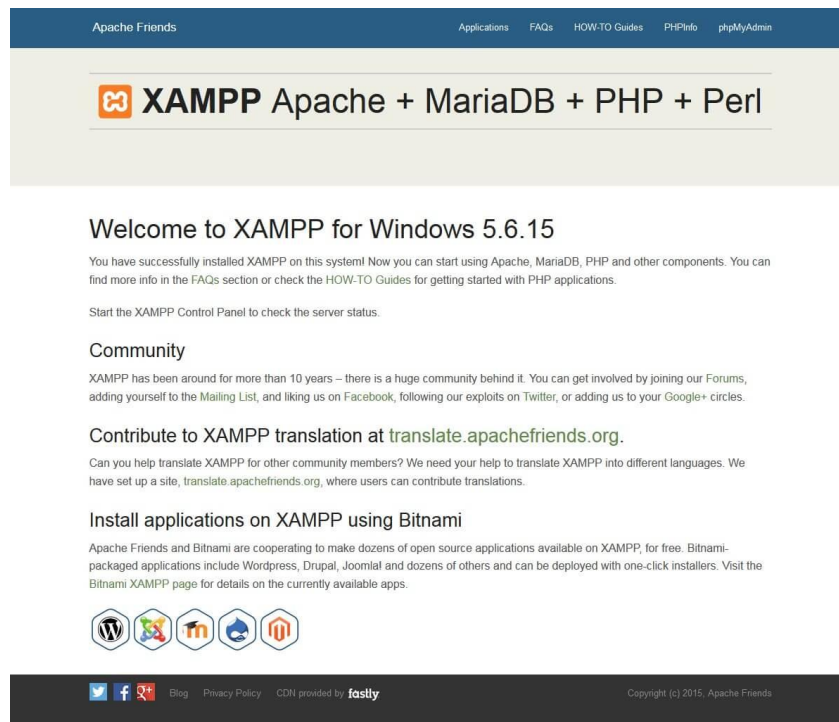 Apache Friends
Applications FAQs HOW-TO Guides PHPInfo phpMyAdmin
XAMPP Apache + MariaDB + PHP + Perl
Welcome to XAMPP for Windows 5.6.15
You have successfully installed XAMPP on this system! Now you can start using Apache, MariaDB, PHP and other components. You can
find more info in the FAQs section or check the HOW-TO Guides for getting started with PHP applications.
Start the XAMPP Control Panel to check the server status.
Community
XAMPP has been around for more than 10 years – there is a huge community behind it. You can get involved by joining our Forums,
adding yourself to the Mailing List, and liking us on Facebook, following our exploits on Twitter, or adding us to your Google+ circles.
Contribute to XAMPP translation at translate.apachefriends.org.
Can you help translate XAMPP for other community members? We need your help to translate XAMPP into different languages. We
have set up a site, translate.apachefriends.org, where users can contribute translations.
Install applications on XAMPP using Bitnami
Apache Friends and Bitnami are cooperating to make dozens of open source applications available on XAMPP, for free. Bitnami-
packaged applications include Wordpress, Drupal, Joomla! and dozens of others and can be deployed with one-click installers. Visit the
Bitnami XAMPP page for details on the currently available apps.
Blog Privacy Policy CDN provided by fastly Copyright (c) 2015, Apache Friends